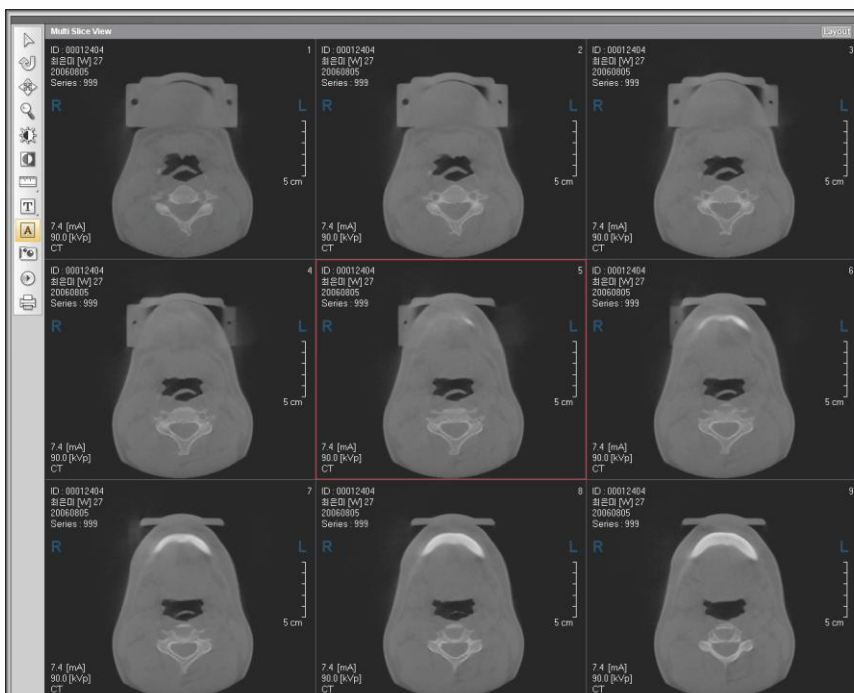 Multi Slice View
Layout
T
A
ID : 00012404
최은미 [W] 27
20060805
Series : 999
1
R
L
5 cm
7.4 [mA]
90.0 [kVp]
CT
ID : 00012404
최은미 [W] 27
20060805
Series : 999
2
R
L
5 cm
7.4 [mA]
90.0 [kVp]
CT
ID : 00012404
최은미 [W] 27
20060805
Series : 999
3
R
L
5 cm
7.4 [mA]
90.0 [kVp]
CT
ID : 00012404
최은미 [W] 27
20060805
Series : 999
4
R
L
5 cm
7.4 [mA]
90.0 [kVp]
CT
ID : 00012404
최은미 [W] 27
20060805
Series : 999
5
R
L
5 cm
7.4 [mA]
90.0 [kVp]
CT
ID : 00012404
최은미 [W] 27
20060805
Series : 999
6
R
L
5 cm
7.4 [mA]
90.0 [kVp]
CT
ID : 00012404
최은미 [W] 27
20060805
Series : 999
7
R
L
5 cm
7.4 [mA]
90.0 [kVp]
CT
ID : 00012404
최은미 [W] 27
20060805
Series : 999
8
R
L
5 cm
7.4 [mA]
90.0 [kVp]
CT
ID : 00012404
최은미 [W] 27
20060805
Series : 999
9
R
L
5 cm
7.4 [mA]
90.0 [kVp]
CT